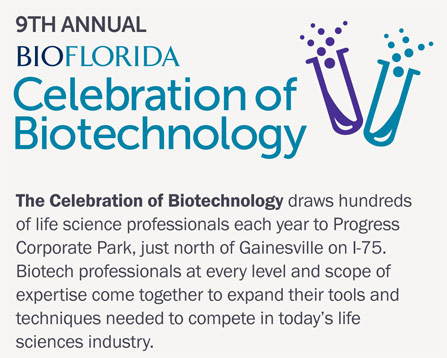 9TH ANNUAL
BIOFLORIDA
Celebration of
Biotechnology
The Celebration of Biotechnology draws hundreds
of life science professionals each year to Progress
Corporate Park, just north of Gainesville on I-75.
Biotech professionals at every level and scope of
expertise come together to expand their tools and
techniques needed to compete in today's life
sciences industry.